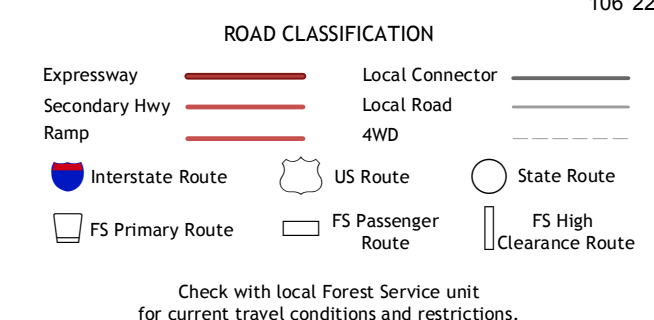 106 22
ROAD CLASSIFICATION
Expressway
Local Connector
Secondary Hwy
Local Road
Ramp
4WD
Interstate Route
US Route
State Route
FS Primary Route
FS Passenger
Route
FS High
Clearance Route
Check with local Forest Service unit
for current travel conditions and restrictions.